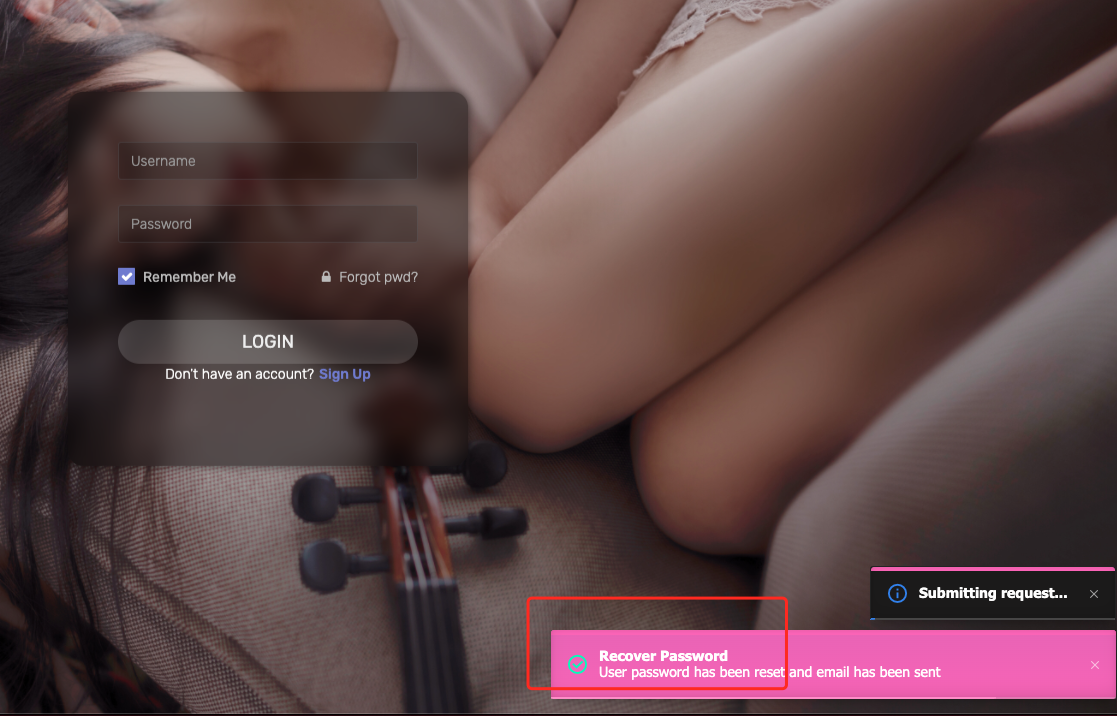 Username
Password
Remember Me
Forgot pwd?
LOGIN
Don't have an account? Sign Up
Submitting request...
Recover Password
User password has been reset and email has been sent